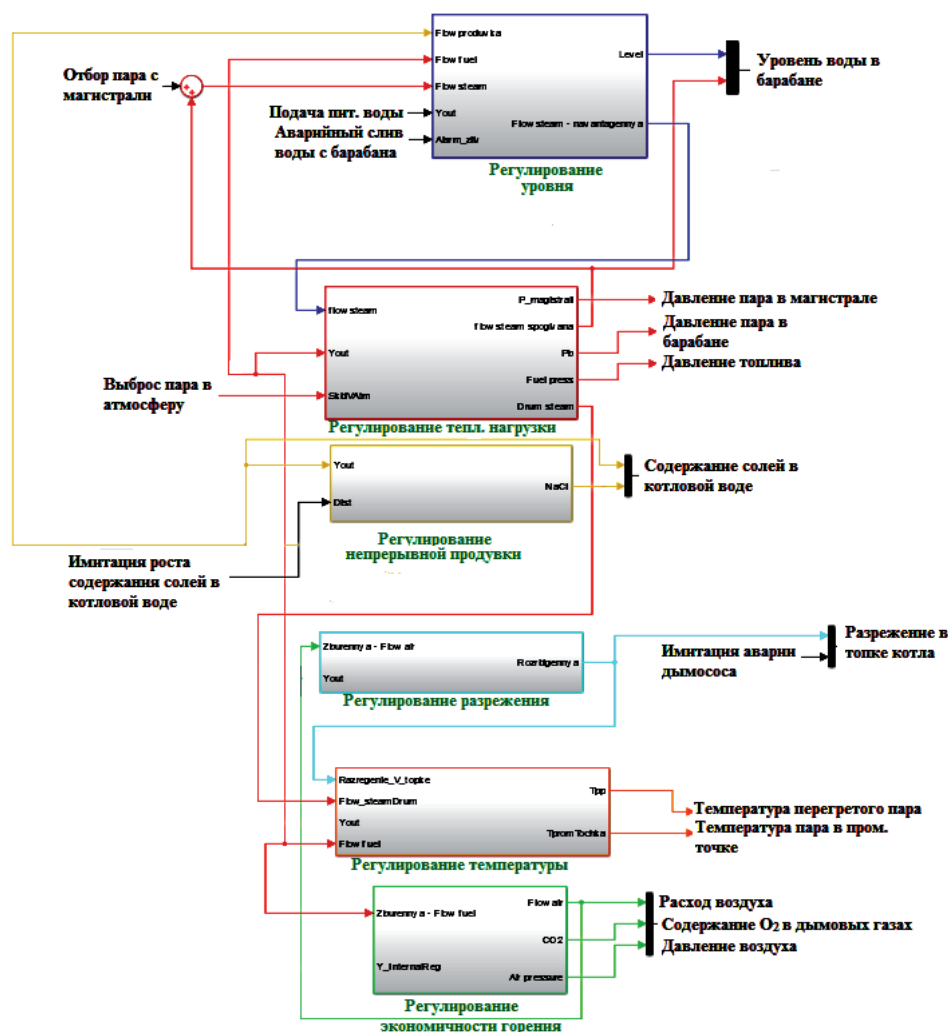 Flow produvka
Flow fuel
Flow steam
Yout
Alarm_zliv
Level
Flow steam - navantagennya
Отбор пара с
магистрали
Подача пит. воды
Аварийный слив
воды с барабана
Уровень воды в
барабане
Регулирование
уровня
flow steam
Yout
SkidVAtm
P_magistrali
flow steam spogivana
Pb
Fuel press
Drum steam
Давление пара в магистрале
Давление пара в
барабане
Давление топлива
Выброс пара в
атмосферу
Регулирование тепл. нагрузки
Yout
Dist
NaCl
Содержание солей в
котловой воде
Регулирование
непрерывной продувки
Имитация роста
содержания солей в
котловой воде
Zburennya - Flow air
Yout
Rozridgennya
Имитация аварии
дымососа
Разрежение в
топке котла
Регулирование разрежения
Razregenie_V_topke
Flow_steamDrum
Yout
Flow fuel
Tpp
TpromTochka
Температура перегретого пара
Температура пара в пром.
точке
Регулирование температуры
Zburennya - Flow fuel
Y_InternalReg
Flow air
CO2
Air pressure
Расход воздуха
Содержание O2 в дымовых газах
Давление воздуха
Регулирование
экономичности горения